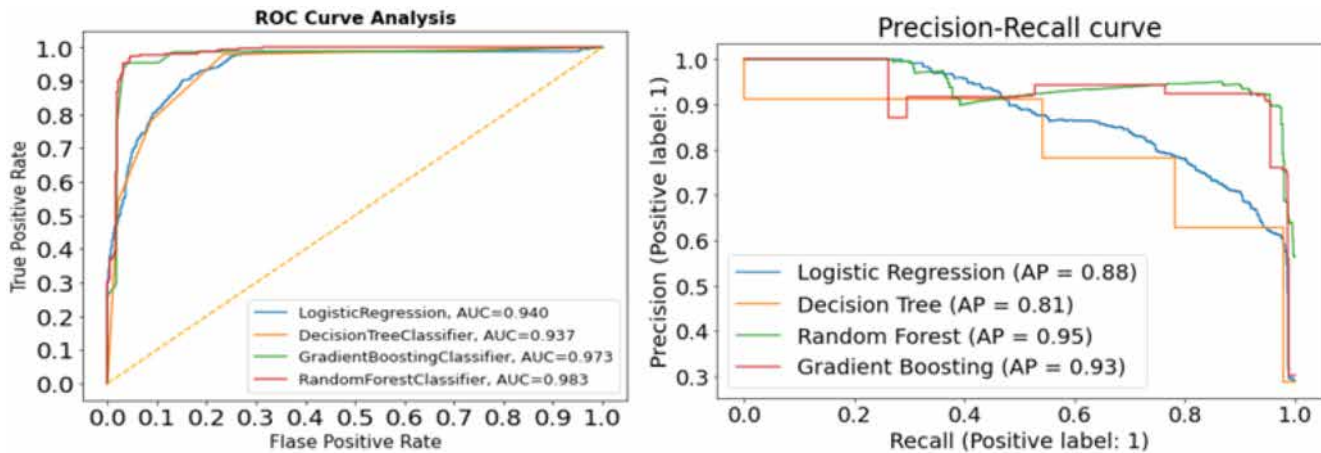 ROC Curve Analysis
1.0
0.9
0.8
0.7
0.6
0.5
0.4
0.3
0.2
0.1
0.0
True Positive Rate
LogisticRegression, AUC=0.940
DecisionTreeClassifier, AUC=0.937
GradientBoostingClassifier, AUC=0.973
RandomForestClassifier, AUC=0.983
0.0 0.1 0.2 0.3 0.4 0.5 0.6 0.7 0.8 0.9 1.0
Flase Positive Rate
Precision-Recall curve
1.0
0.9
0.8
0.7
0.6
0.5
0.4
0.3
Precision (Positive label: 1)
Logistic Regression (AP = 0.88)
Decision Tree (AP = 0.81)
Random Forest (AP = 0.95)
Gradient Boosting (AP = 0.93)
0.0 0.2 0.4 0.6 0.8 1.0
Recall (Positive label: 1)